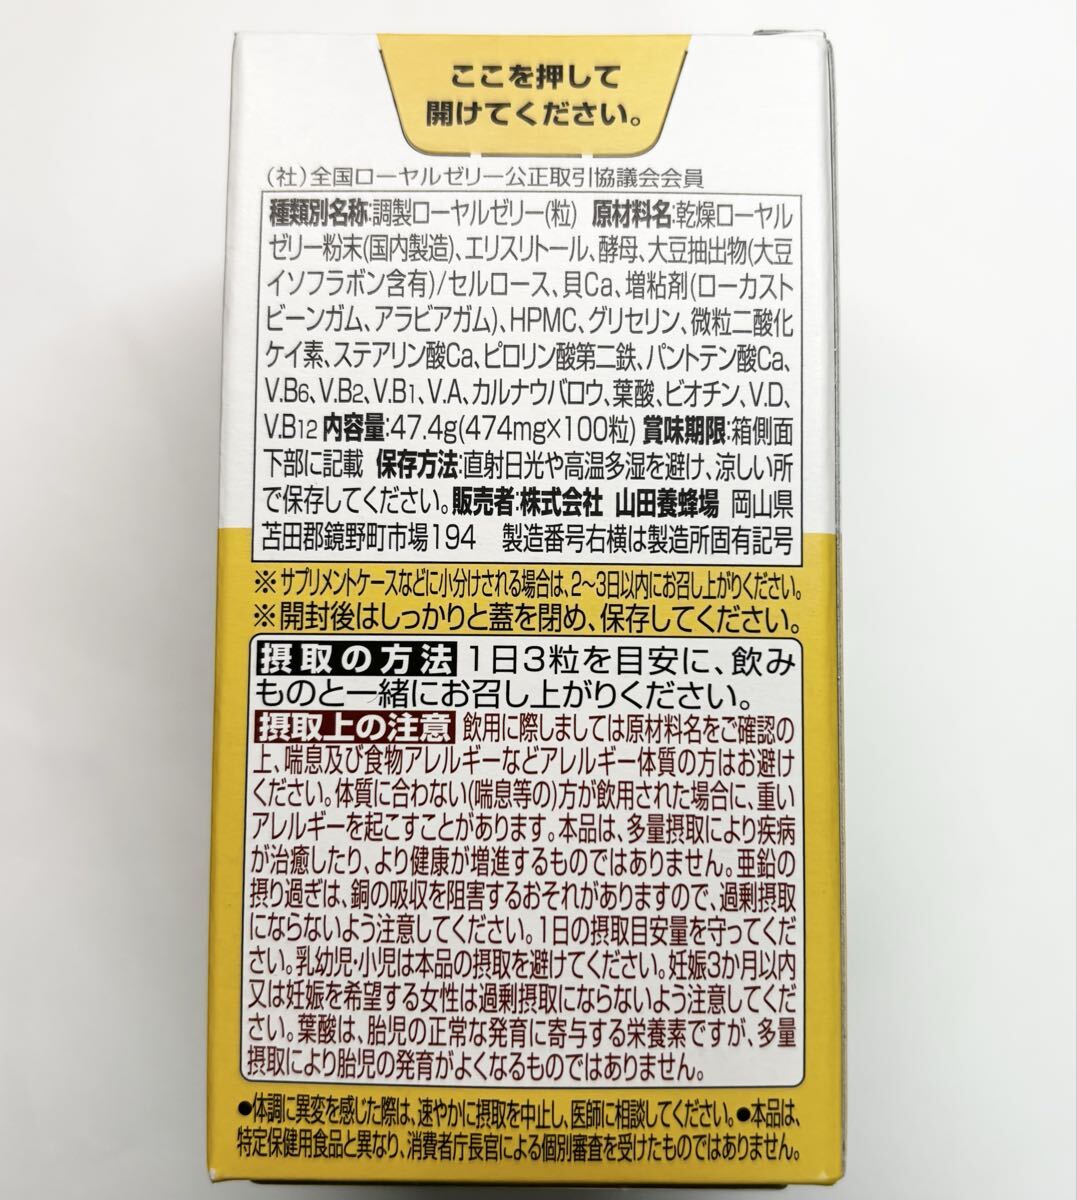 ここを押して
開けてください。
(社)全国ローヤルゼリー公正取引協議会会員
種類別名称:調製ローヤルゼリー(粒) 原材料名:乾燥ローヤル
ゼリー粉末(国内製造)、エリスリトール、酵母、大豆抽出物(大豆
イソフラボン含有)/セルロース、貝Ca、増粘剤(ローカスト
ビーンガム、アラビアガム)、HPMC、グリセリン、微粒二酸化
ケイ素、ステアリン酸Ca、ピロリン酸第二鉄、パントテン酸Ca、
V.B6、V.B2、V.B1、V.A、カルナウバロウ、葉酸、ビオチン、V.D、
V.B12 内容量:47.4g(474mg×100粒) 賞味期限:箱側面
下部に記載 保存方法:直射日光や高温多湿を避け、涼しい所
で保存してください。販売者:株式会社 山田養蜂場 岡山県
苫田郡鏡野町市場194 製造番号右横は製造所固有記号
※サプリメントケースなどに小分けされる場合は、2〜3日以内にお召し上がりください。
※開封後はしっかりと蓋を閉め、保存してください。
摂取の方法 1日3粒を目安に、飲み
ものと一緒にお召し上がりください。
摂取上の注意 飲用に際しましては原材料名をご確認の
上、喘息及び食物アレルギーなどアレルギー体質の方はお避け
ください。体質に合わない(喘息等の)方が飲用された場合に、重い
アレルギーを起こすことがあります。本品は、多量摂取により疾病
が治癒したり、より健康が増進するものではありません。亜鉛の
摂り過ぎは、銅の吸収を阻害するおそれがありますので、過剰摂取
にならないよう注意してください。1日の摂取目安量を守ってくだ
さい。乳幼児・小児は本品の摂取を避けてください。妊娠3か月以内
又は妊娠を希望する女性は過剰摂取にならないよう注意してくだ
さい。葉酸は、胎児の正常な発育に寄与する栄養素ですが、多量
摂取により胎児の発育がよくなるものではありません。
●体調に異変を感じた際は、速やかに摂取を中止し、医師に相談してください。●本品は、
特定保健用食品と異なり、消費者庁長官による個別審査を受けたものではありません。